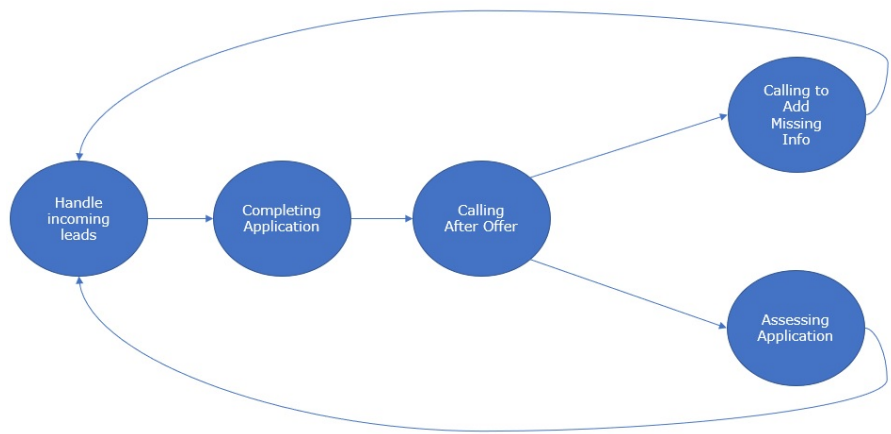 Handle
incoming
leads
Completing
Application
Calling
After Offer
Calling to
Add
Missing
Info
Assessing
Application